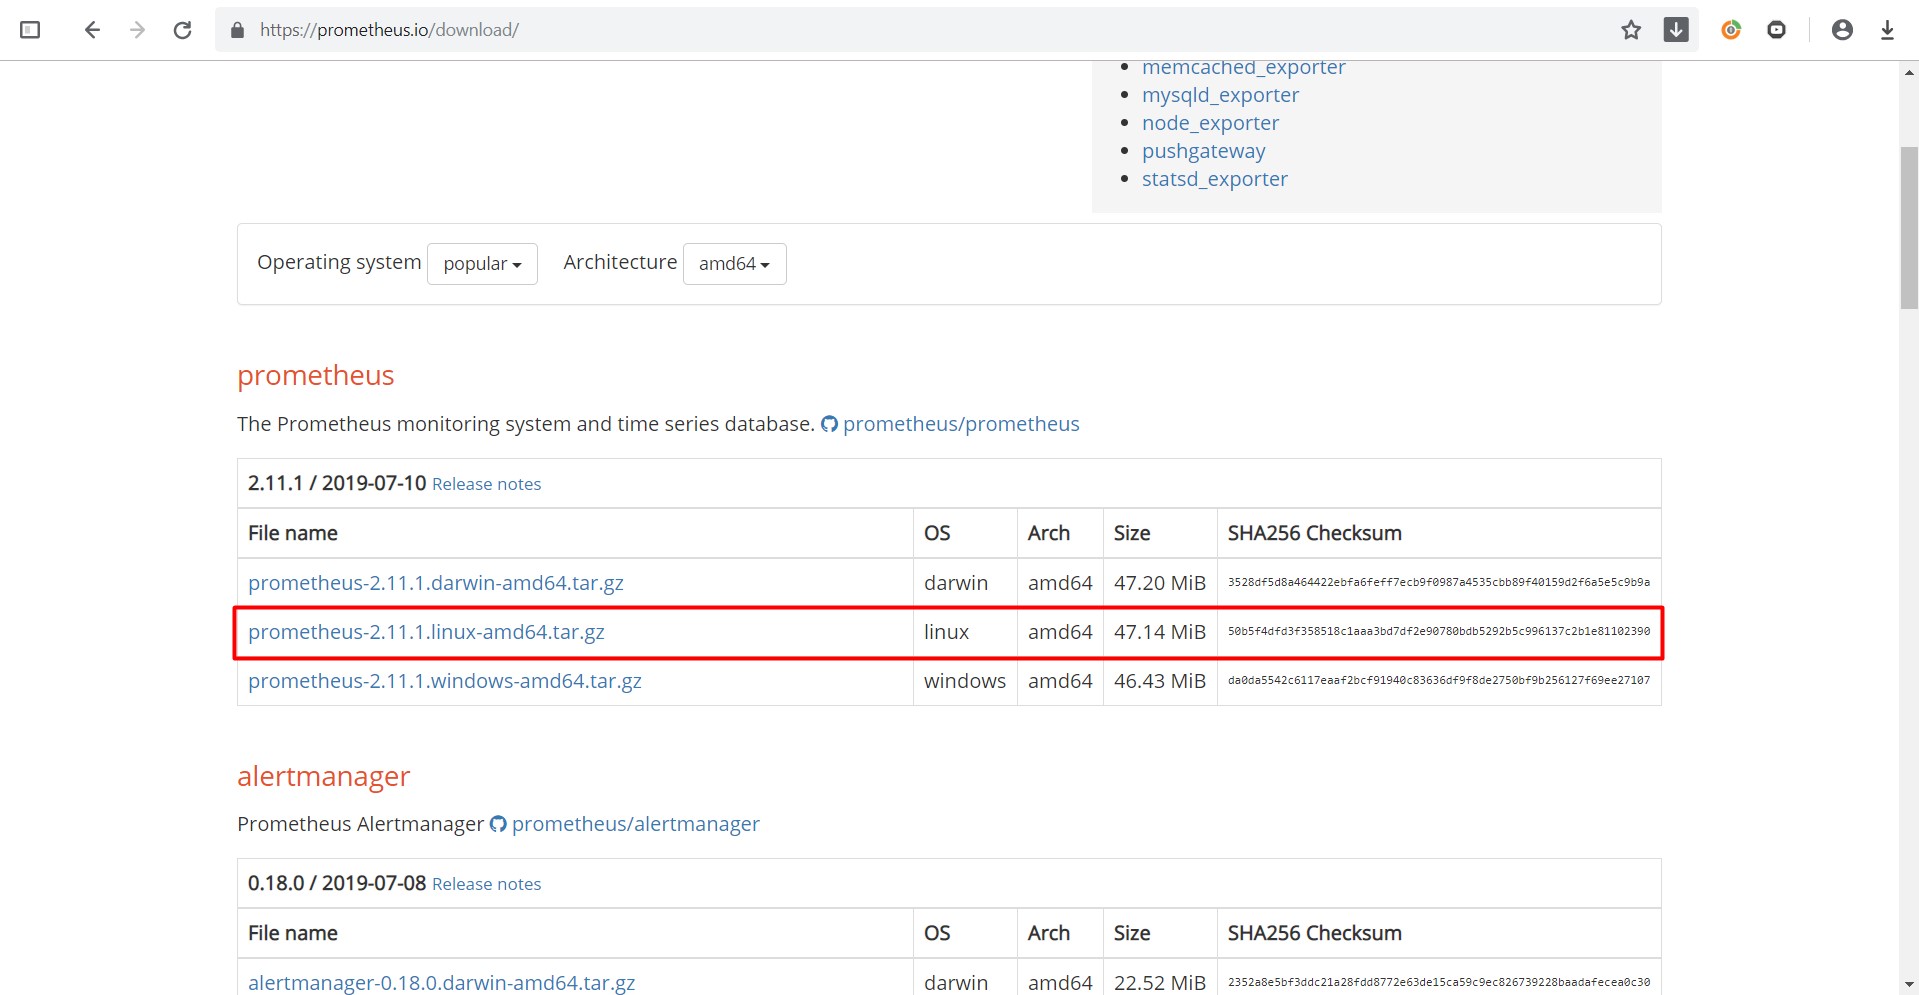 https://prometheus.io/download/
memcached_exporter
mysqld_exporter
node_exporter
pushgateway
statsd_exporter
Operating system popular Architecture amd64
prometheus
The Prometheus monitoring system and time series database. prometheus/prometheus
2.11.1 / 2019-07-10 Release notes
File name OS Arch Size SHA256 Checksum
prometheus-2.11.1.darwin-amd64.tar.gz darwin amd64 47.20 MiB 3528df5d8a464422ebfa6feff7ecb9f0987a4535cbb89f40159d2f6a5e5c9b9a
prometheus-2.11.1.linux-amd64.tar.gz linux amd64 47.14 MiB 50b5f4dfd3f358518c1aaa3bd7df2e90780bdb5292b5c996137c2b1e81102390
prometheus-2.11.1.windows-amd64.tar.gz windows amd64 46.43 MiB da0da5542c6117eaaf2bcf91940c83636df9f8de2750bf9b256127f69ee27107
alertmanager
Prometheus Alertmanager prometheus/alertmanager
0.18.0 / 2019-07-08 Release notes
File name OS Arch Size SHA256 Checksum
alertmanager-0.18.0.darwin-amd64.tar.gz darwin amd64 22.52 MiB 2352a8e5bf3ddc21a28fdd8772e63de15ca59c9ec826739228baadafecea0c30